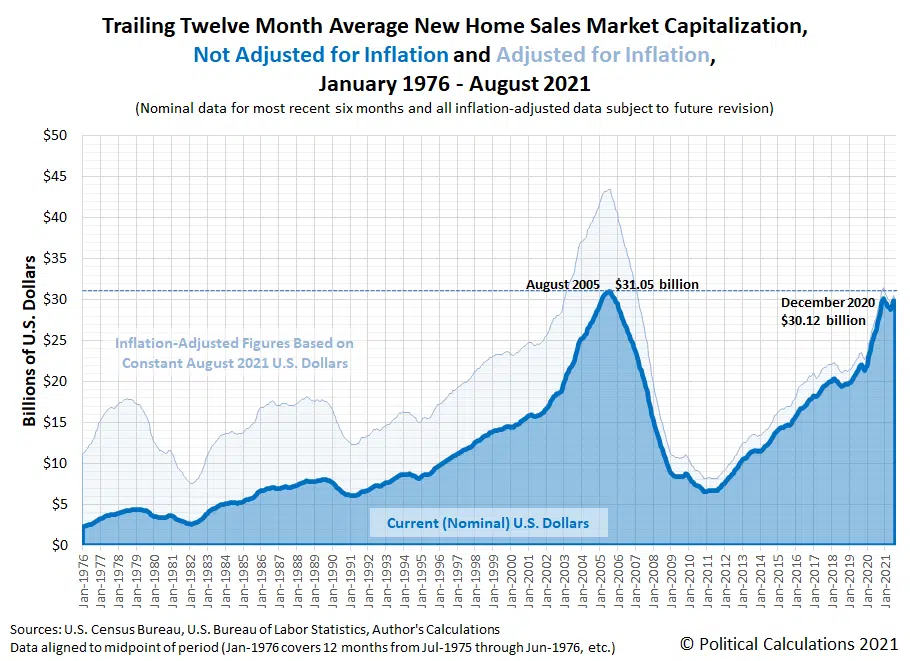 Trailing Twelve Month Average New Home Sales Market Capitalization,
Not Adjusted for Inflation and Adjusted for Inflation,
January 1976 - August 2021
(Nominal data for most recent six months and all inflation-adjusted data subject to future revision)
Billions of U.S. Dollars
$50
$45
$40
$35
$30
$25
$20
$15
$10
$5
$0
August 2005 $31.05 billion
December 2020
$30.12 billion
Inflation-Adjusted Figures Based on
Constant August 2021 U.S. Dollars
Current (Nominal) U.S. Dollars
Jan-1976
Jan-1977
Jan-1978
Jan-1979
Jan-1980
Jan-1981
Jan-1982
Jan-1983
Jan-1984
Jan-1985
Jan-1986
Jan-1987
Jan-1988
Jan-1989
Jan-1990
Jan-1991
Jan-1992
Jan-1993
Jan-1994
Jan-1995
Jan-1996
Jan-1997
Jan-1998
Jan-1999
Jan-2000
Jan-2001
Jan-2002
Jan-2003
Jan-2004
Jan-2005
Jan-2006
Jan-2007
Jan-2008
Jan-2009
Jan-2010
Jan-2011
Jan-2012
Jan-2013
Jan-2014
Jan-2015
Jan-2016
Jan-2017
Jan-2018
Jan-2019
Jan-2020
Jan-2021
Sources: U.S. Census Bureau, U.S. Bureau of Labor Statistics, Author's Calculations
Data aligned to midpoint of period (Jan-1976 covers 12 months from Jul-1975 through Jun-1976, etc.)
© Political Calculations 2021